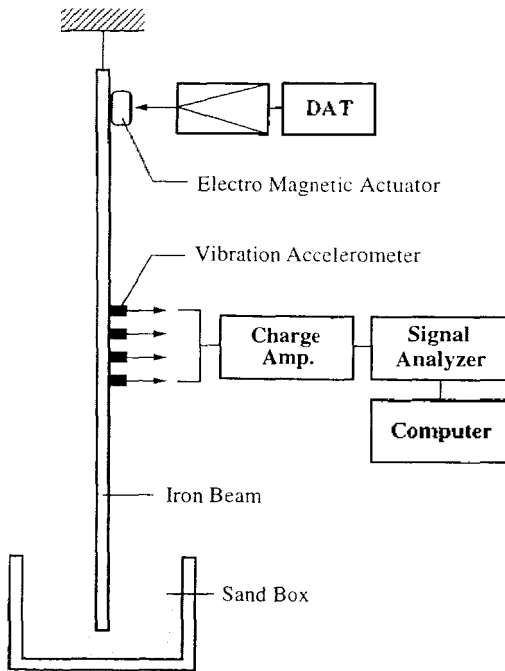 DAT
Electro Magnetic Actuator
Vibration Accelerometer
Charge
Amp.
Signal
Analyzer
Computer
Iron Beam
Sand Box